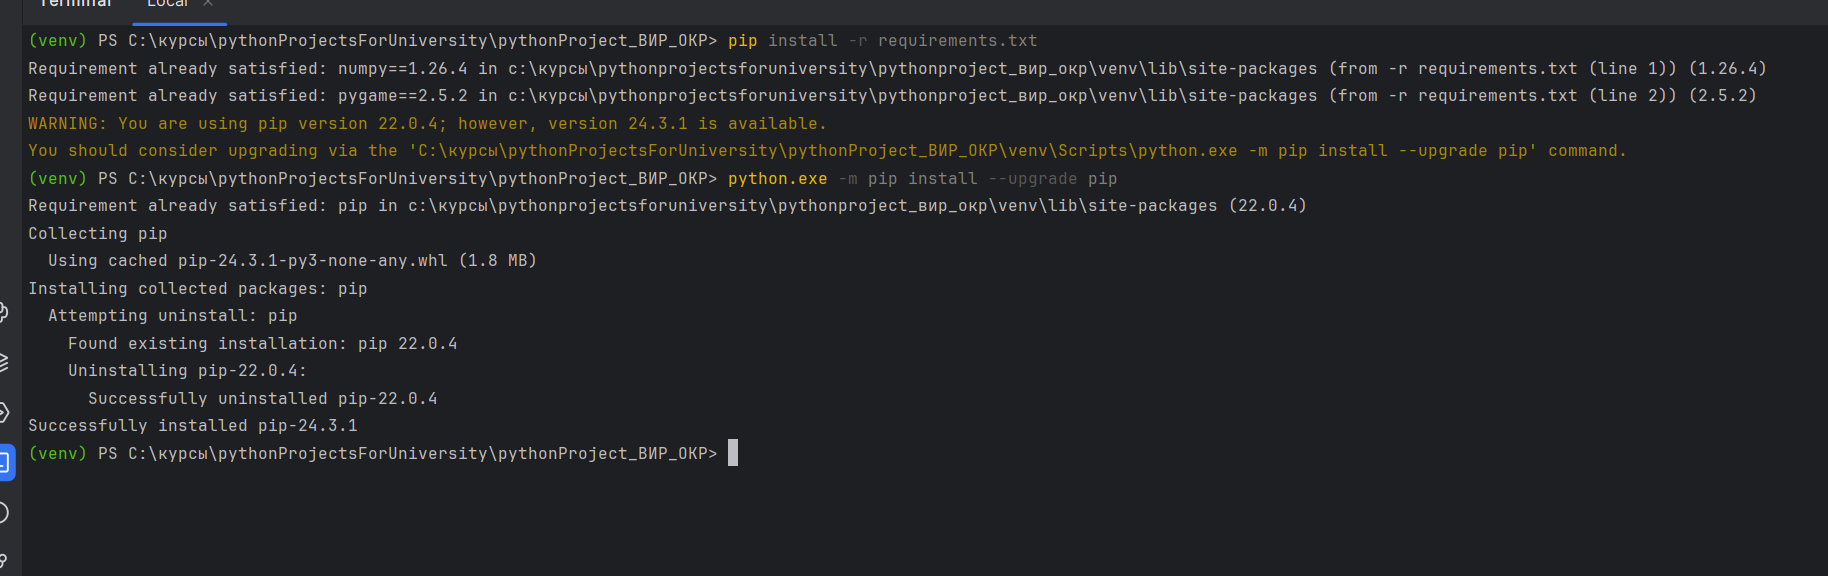 Terminal Local ×
(venv) PS C:\курсы\pythonProjectsForUniversity\pythonProject_ВИР_ОКР> pip install -r requirements.txt
Requirement already satisfied: numpy==1.26.4 in c:\курсы\pythonprojectsforuniversity\pythonproject_вир_окр\venv\lib\site-packages (from -r requirements.txt (line 1)) (1.26.4)
Requirement already satisfied: pygame==2.5.2 in c:\курсы\pythonprojectsforuniversity\pythonproject_вир_окр\venv\lib\site-packages (from -r requirements.txt (line 2)) (2.5.2)
WARNING: You are using pip version 22.0.4; however, version 24.3.1 is available.
You should consider upgrading via the 'C:\курсы\pythonProjectsForUniversity\pythonProject_ВИР_ОКР\venv\Scripts\python.exe -m pip install --upgrade pip' command.
(venv) PS C:\курсы\pythonProjectsForUniversity\pythonProject_ВИР_ОКР> python.exe -m pip install --upgrade pip
Requirement already satisfied: pip in c:\курсы\pythonprojectsforuniversity\pythonproject_вир_окр\venv\lib\site-packages (22.0.4)
Collecting pip
  Using cached pip-24.3.1-py3-none-any.whl (1.8 MB)
Installing collected packages: pip
  Attempting uninstall: pip
    Found existing installation: pip 22.0.4
    Uninstalling pip-22.0.4:
      Successfully uninstalled pip-22.0.4
Successfully installed pip-24.3.1
(venv) PS C:\курсы\pythonProjectsForUniversity\pythonProject_ВИР_ОКР>